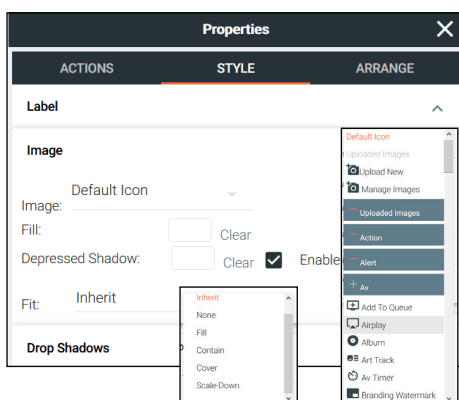 Properties
ACTIONS STYLE ARRANGE
Label
Image
Image: Default Icon
Fill: Clear
Depressed Shadow: Clear Enable
Fit: Inherit
Drop Shadows
Inherit
None
Fill
Contain
Cover
Scale-Down
Default Icon
Uploaded Images
Upload New
Manage Images
Uploaded Images
Action
Alert
Av
Add To Queue
Airplay
Album
Art Track
Av Timer
Branding Watermark